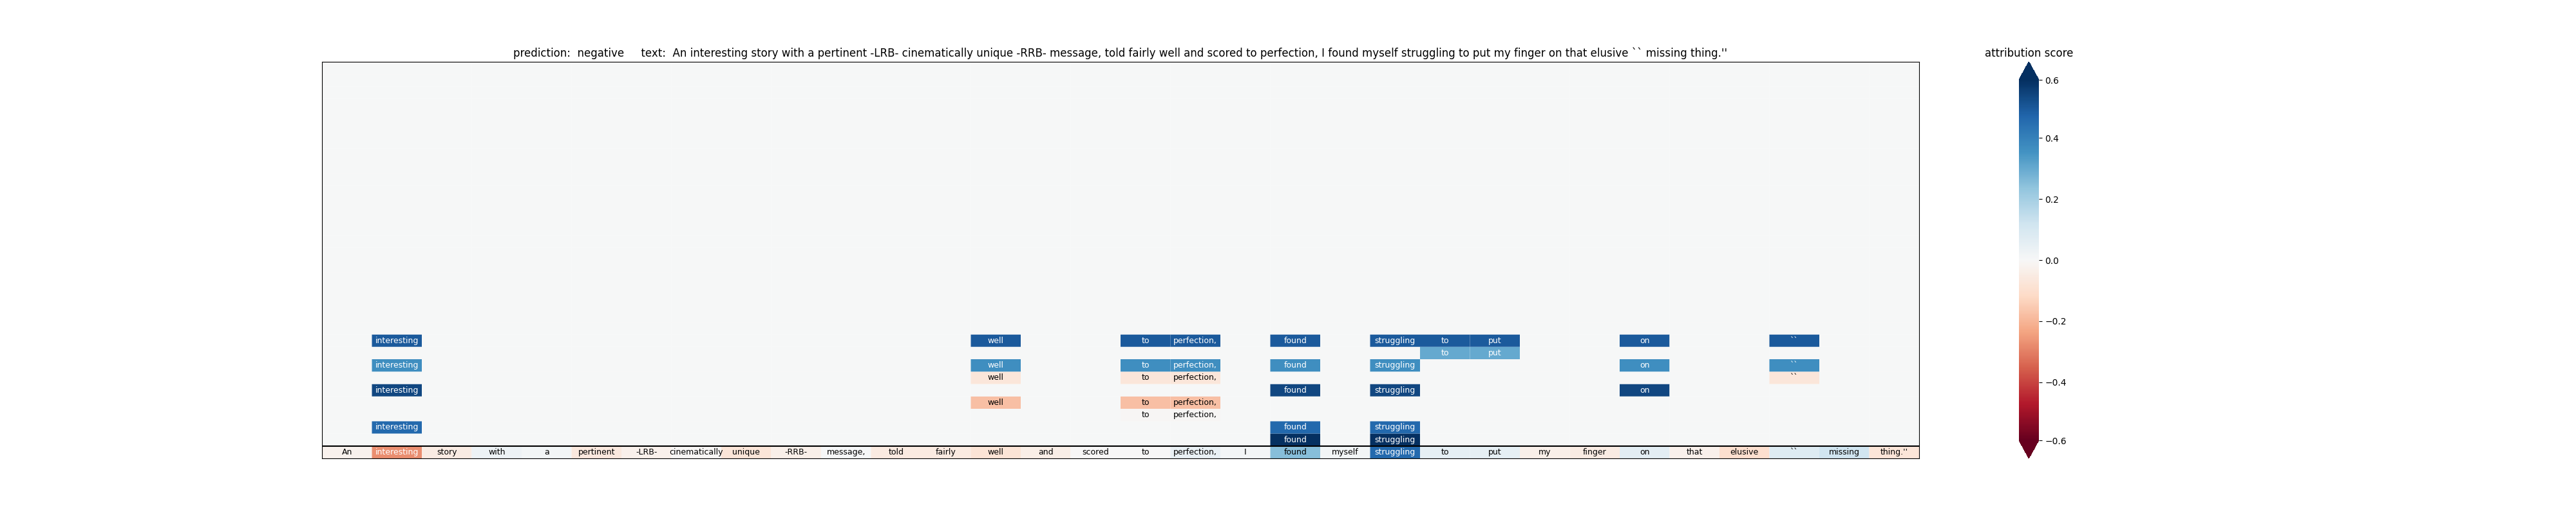 prediction:  negative     text:  An interesting story with a pertinent -LRB- cinematically unique -RRB- message, told fairly well and scored to perfection, I found myself struggling to put my finger on that elusive `` missing thing.''
attribution score
0.6
0.4
0.2
0.0
−0.2
−0.4
−0.6
interesting well to perfection, found struggling to put on ``
to put
interesting well to perfection, found struggling on ``
well to perfection, ``
interesting found struggling on
well to perfection,
to perfection,
interesting found struggling
found struggling
An interesting story with a pertinent -LRB- cinematically unique -RRB- message, told fairly well and scored to perfection, I found myself struggling to put my finger on that elusive `` missing thing.''